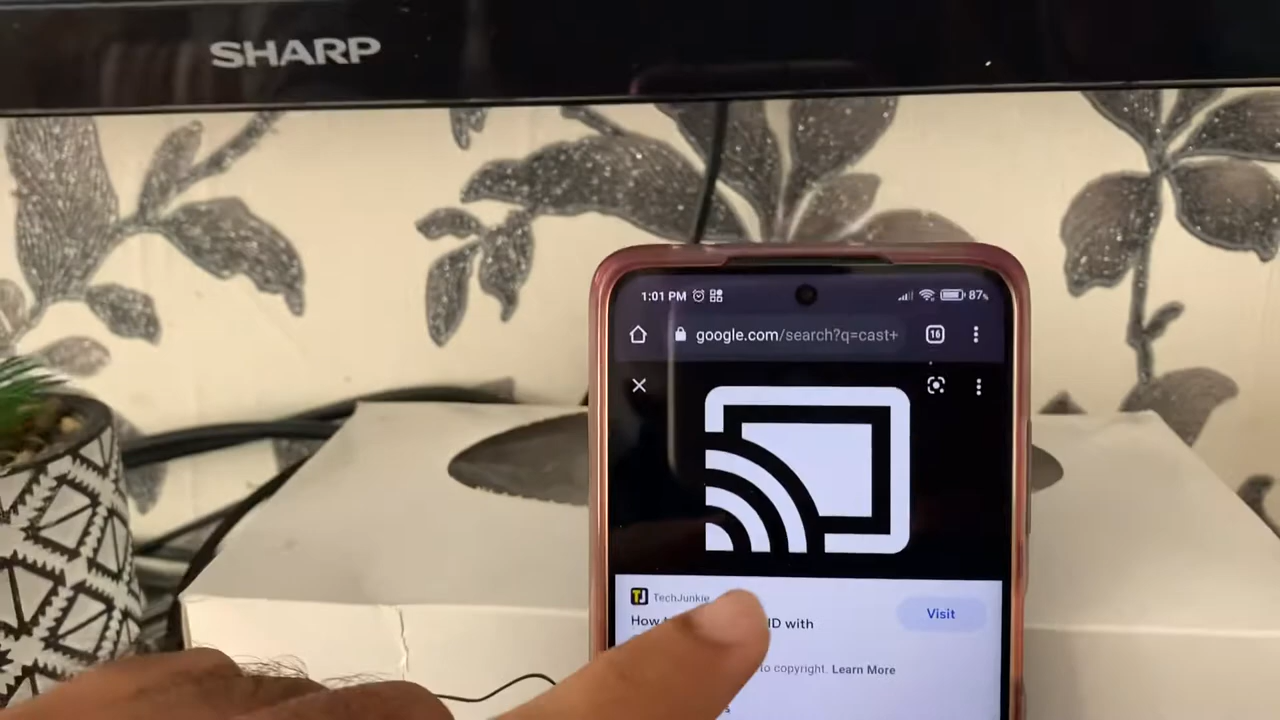 SHARP
1:01 PM 87%
google.com/search?q=cast+ 16
TJ TechJunkie
How ID with
Visit
to copyright. Learn More